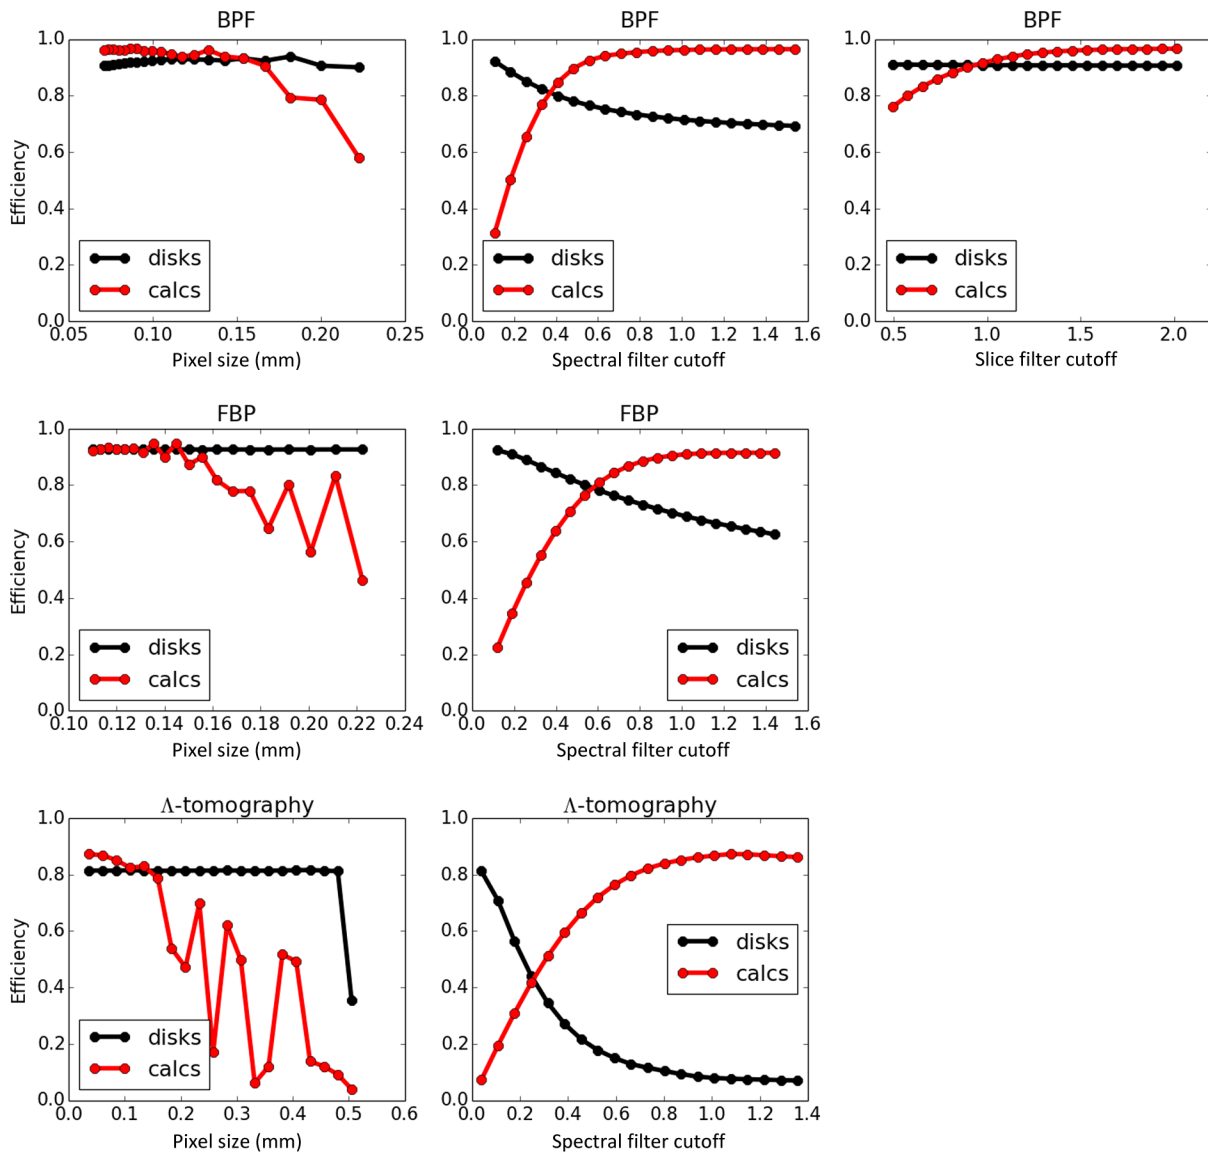 BPF
1.0
0.8
0.6
0.4
0.2
0.0
Efficiency
disks
calcs
0.00 0.05 0.10 0.15 0.20 0.25
Pixel size (mm)
BPF
1.0
0.8
0.6
0.4
0.2
0.0
disks
calcs
0.0 0.2 0.4 0.6 0.8 1.0 1.2 1.4 1.6
Spectral filter cutoff
BPF
1.0
0.8
0.6
0.4
0.2
0.0
disks
calcs
0.5 1.0 1.5 2.0
Slice filter cutoff
FBP
1.0
0.8
0.6
0.4
0.2
0.0
Efficiency
disks
calcs
0.10 0.12 0.14 0.16 0.18 0.20 0.22 0.24
Pixel size (mm)
FBP
1.0
0.8
0.6
0.4
0.2
0.0
disks
calcs
0.0 0.2 0.4 0.6 0.8 1.0 1.2 1.4 1.6
Spectral filter cutoff
Λ-tomography
1.0
0.8
0.6
0.4
0.2
0.0
Efficiency
disks
calcs
0.0 0.1 0.2 0.3 0.4 0.5 0.6
Pixel size (mm)
Λ-tomography
1.0
0.8
0.6
0.4
0.2
0.0
disks
calcs
0.0 0.2 0.4 0.6 0.8 1.0 1.2 1.4
Spectral filter cutoff